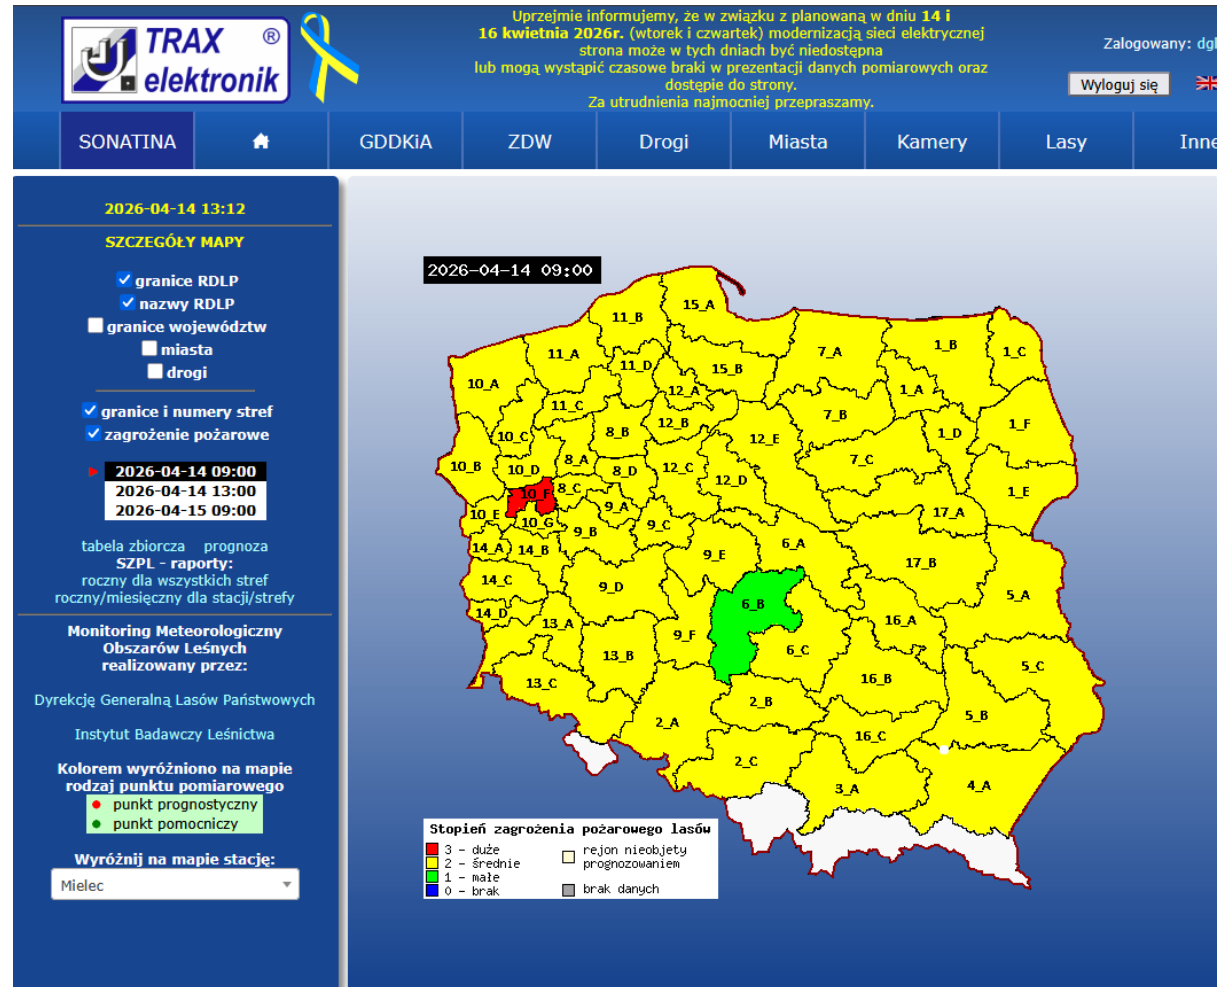 TRAX ®
elektronik
Uprzejmie informujemy, że w związku z planowaną w dniu 14 i
16 kwietnia 2026r. (wtorek i czwartek) modernizacją sieci elektrycznej
strona może w tych dniach być niedostępna
lub mogą wystąpić czasowe braki w prezentacji danych pomiarowych oraz
dostępie do strony.
Za utrudnienia najmocniej przepraszamy.
Zalogowany: dgl
Wyloguj się
SONATINA GDDKiA ZDW Drogi Miasta Kamery Lasy Inne
2026-04-14 13:12
SZCZEGÓŁY MAPY
granice RDLP
nazwy RDLP
granice województw
miasta
drogi
granice i numery stref
zagrożenie pożarowe
2026-04-14 09:00
2026-04-14 13:00
2026-04-15 09:00
tabela zbiorcza prognoza
SZPL - raporty:
roczny dla wszystkich stref
roczny/miesięczny dla stacji/strefy
Monitoring Meteorologiczny
Obszarów Leśnych
realizowany przez:
Dyrekcję Generalną Lasów Państwowych
Instytut Badawczy Leśnictwa
Kolorem wyróżniono na mapie
rodzaj punktu pomiarowego
punkt prognostyczny
punkt pomocniczy
Wyróżnij na mapie stację:
Mielec
2026-04-14 09:00
15_A
11_B
1_B
7_A 1_C
11_A
11_D
15_B
10_A
12_A 1_A
11_C
7_B
12_B
1_F
8_B
10_C 12_E 1_D
8_A 7_C
10_B 10_D 8_D 12_C
12_D
10_F 8_C 1_E
9_A
10_E 17_A
10_G 9_C
9_B
6_A
14_A 14_B
9_E
17_B
14_C
9_D
5_A
6_B
14_D
13_A 16_A
9_F
6_C
13_B
5_C
16_B
13_C
2_B
5_B
2_A
16_C
2_C
3_A 4_A
Stopień zagrożenia pożarowego lasów
3 - duże
2 - średnie
1 - małe
0 - brak
rejon nieobjęty
prognozowaniem
brak danych